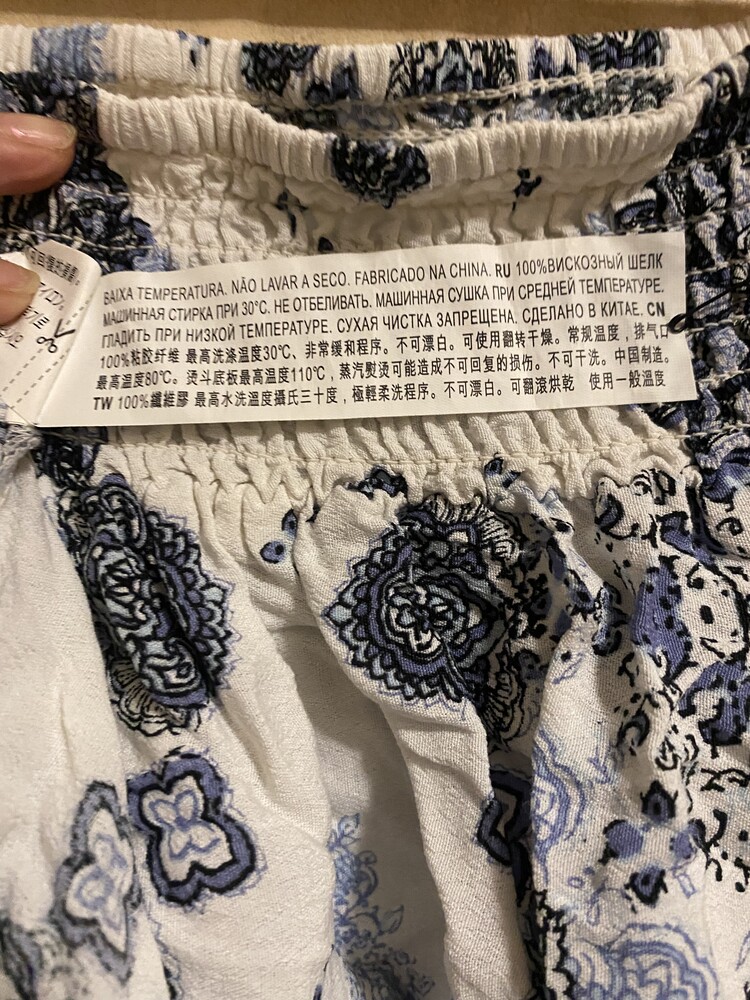 BAIXA TEMPERATURA. NÃO LAVAR A SECO. FABRICADO NA CHINA. RU 100%ВИСКОЗНЫЙ ШЕЛК
МАШИННАЯ СТИРКА ПРИ 30°C. НЕ ОТБЕЛИВАТЬ. МАШИННАЯ СУШКА ПРИ СРЕДНЕЙ ТЕМПЕРАТУРЕ.
ГЛАДИТЬ ПРИ НИЗКОЙ ТЕМПЕРАТУРЕ. СУХАЯ ЧИСТКА ЗАПРЕЩЕНА. СДЕЛАНО В КИТАЕ. CN
100%粘胶纤维 最高洗涤温度30℃、非常缓和程序。不可漂白。可使用翻转干燥。常规温度，排气口
最高温度80℃。烫斗底板最高温度110℃，蒸汽熨烫可能造成不可回复的损伤。不可干洗。中国制造。
TW 100%纖維膠 最高水洗溫度攝氏三十度，極輕柔洗程序。不可漂白。可翻滾烘乾 使用一般溫度